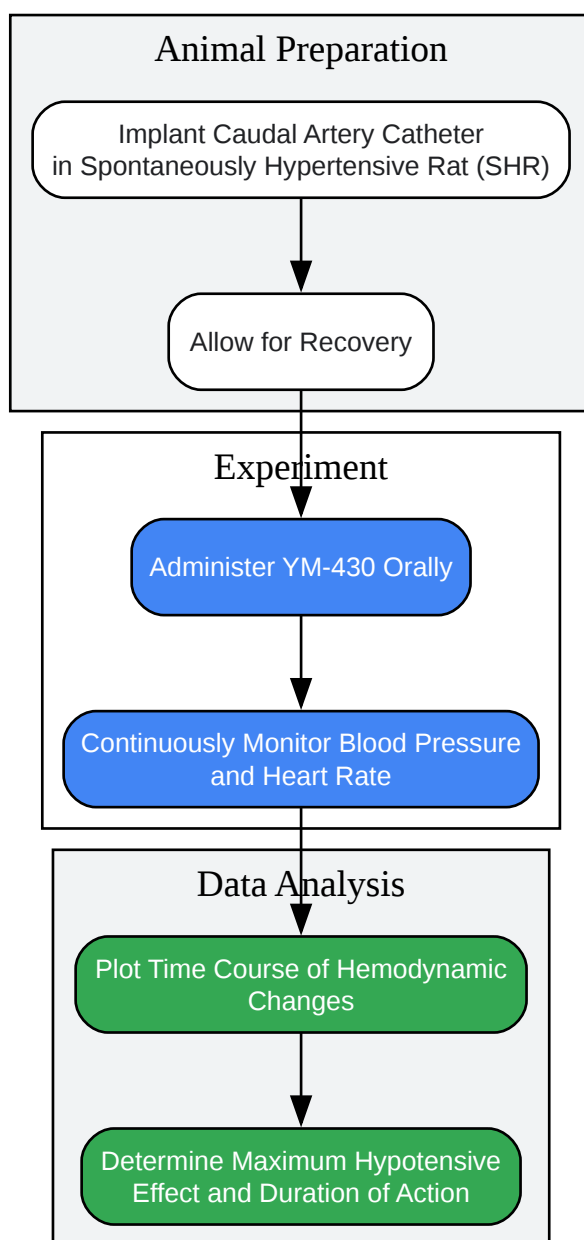 Animal Preparation
Implant Caudal Artery Catheter
in Spontaneously Hypertensive Rat (SHR)
Allow for Recovery
Experiment
Administer YM-430 Orally
Continuously Monitor Blood Pressure
and Heart Rate
Data Analysis
Plot Time Course of Hemodynamic
Changes
Determine Maximum Hypotensive
Effect and Duration of Action